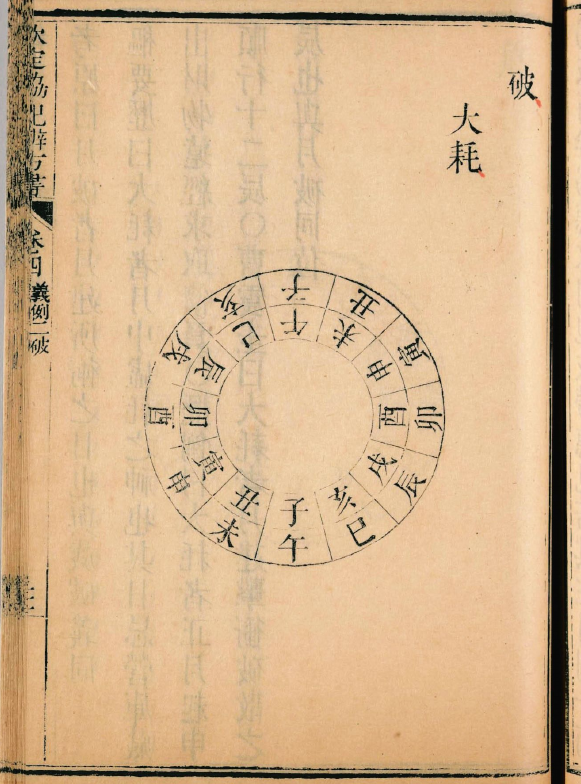 破
大耗
子丑寅卯辰巳午未申酉戌亥
午未申酉戌亥子丑寅卯辰巳
欽定協紀辨方書
卷四 義例二 破